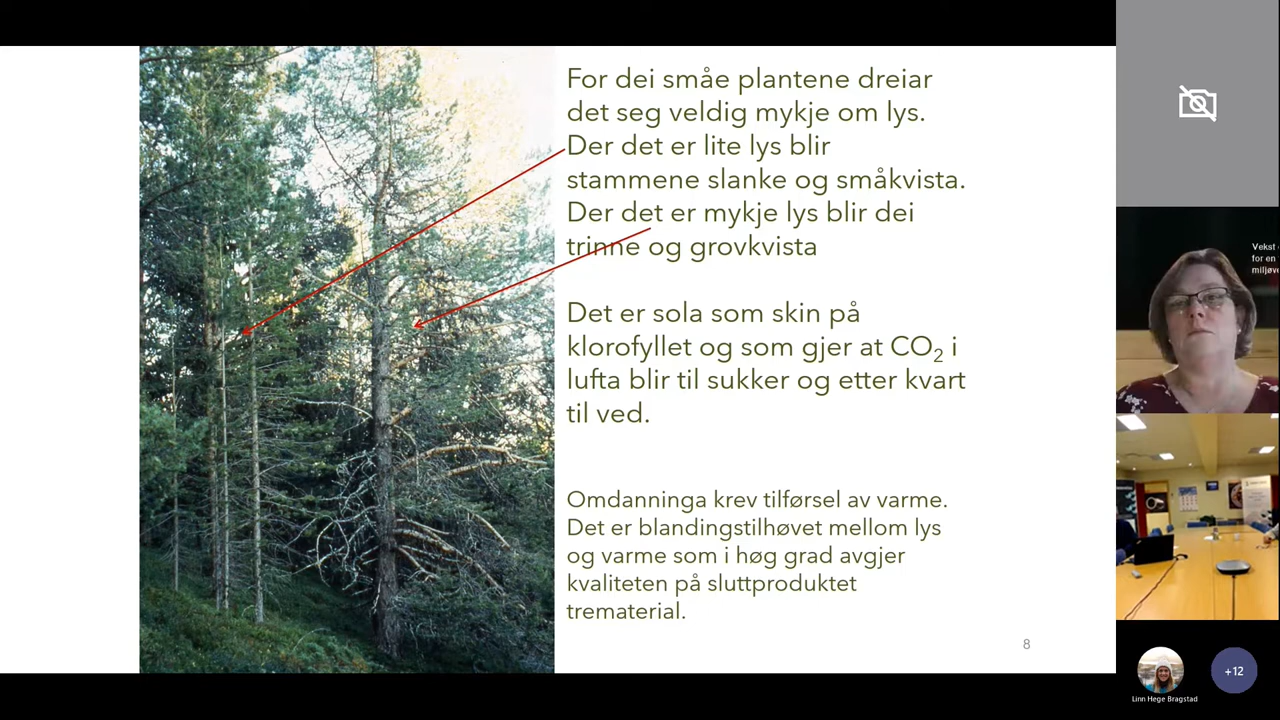 For dei småe plantene dreiar
det seg veldig mykje om lys.
Der det er lite lys blir
stammene slanke og småkvista.
Der det er mykje lys blir dei
trinne og grovkvista
Det er sola som skin på
klorofyllet og som gjer at CO₂ i
lufta blir til sukker og etter kvart
til ved.
Omdanninga krev tilførsel av varme.
Det er blandingstilhøvet mellom lys
og varme som i høg grad avgjer
kvaliteten på sluttproduktet
trematerial.
8
Vekst
for en
miljøv
Linn Hege Bragstad
+12